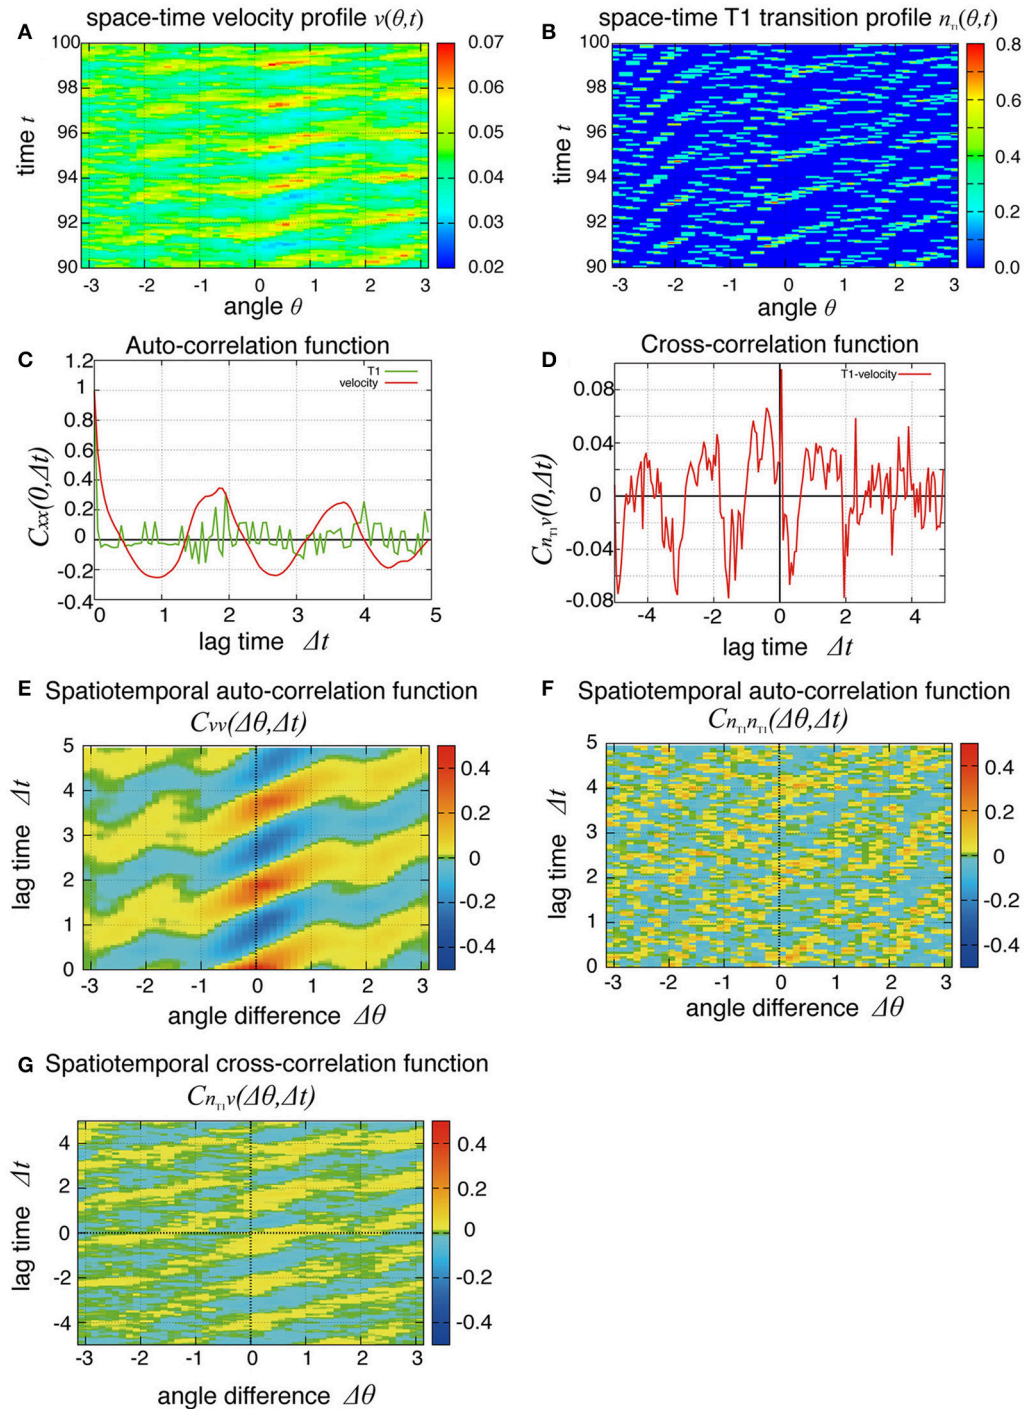 A space-time velocity profile v(θ,t)
100
98
96
94
92
90
time t
-3 -2 -1 0 1 2 3
angle θ
0.07
0.06
0.05
0.04
0.03
0.02
B space-time T1 transition profile nT1(θ,t)
100
98
96
94
92
90
time t
-3 -2 -1 0 1 2 3
angle θ
0.8
0.6
0.4
0.2
0.0
C Auto-correlation function
1.2
1
0.8
0.6
0.4
0.2
0
-0.2
-0.4
Cxx(0,Δt)
T1
velocity
0 1 2 3 4 5
lag time Δt
D Cross-correlation function
0.08
0.04
0
-0.04
-0.08
CnT1v(0,Δt)
T1-velocity
-4 -2 0 2 4
lag time Δt
E Spatiotemporal auto-correlation function
Cvv(Δθ,Δt)
5
4
3
2
1
0
lag time Δt
-3 -2 -1 0 1 2 3
angle difference Δθ
0.4
0.2
0
-0.2
-0.4
F Spatiotemporal auto-correlation function
CnT1nT1(Δθ,Δt)
5
4
3
2
1
0
lag time Δt
-3 -2 -1 0 1 2 3
angle difference Δθ
0.4
0.2
0
-0.2
-0.4
G Spatiotemporal cross-correlation function
CnT1v(Δθ,Δt)
4
2
0
-2
-4
lag time Δt
-3 -2 -1 0 1 2 3
angle difference Δθ
0.4
0.2
0
-0.2
-0.4